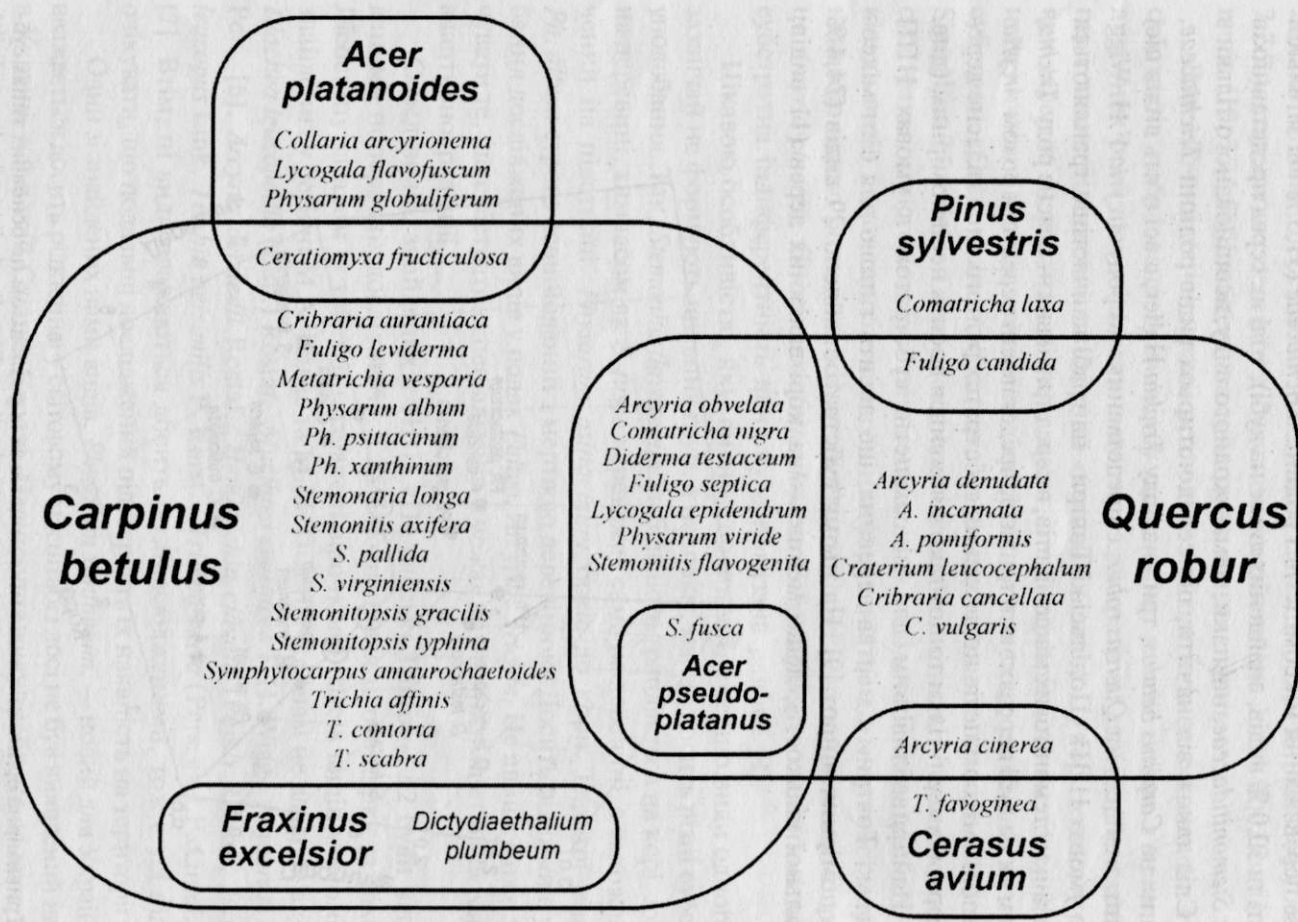 Acer
platanoides
Collaria arcyrionema
Lycogala flavofuscum
Physarum globuliferum
Ceratiomyxa fructiculosa
Cribraria aurantiaca
Fuligo leviderma
Metatrichia vesparia
Physarum album
Ph. psittacinum
Ph. xanthinum
Stemonaria longa
Stemonitis axifera
S. pallida
S. virginiensis
Stemonitopsis gracilis
Stemonitopsis typhina
Symphytocarpus amaurochaetoides
Trichia affinis
T. contorta
T. scabra
Carpinus
betulus
Fraxinus
excelsior
Dictydiaethalium
plumbeum
Arcyria obvelata
Comatricha nigra
Diderma testaceum
Fuligo septica
Lycogala epidendrum
Physarum viride
Stemonitis flavogenita
S. fusca
Acer
pseudo-
platanus
Pinus
sylvestris
Comatricha laxa
Fuligo candida
Arcyria denudata
A. incarnata
A. pomiformis
Craterium leucocephalum
Cribraria cancellata
C. vulgaris
Quercus
robur
Arcyria cinerea
T. favoginea
Cerasus
avium